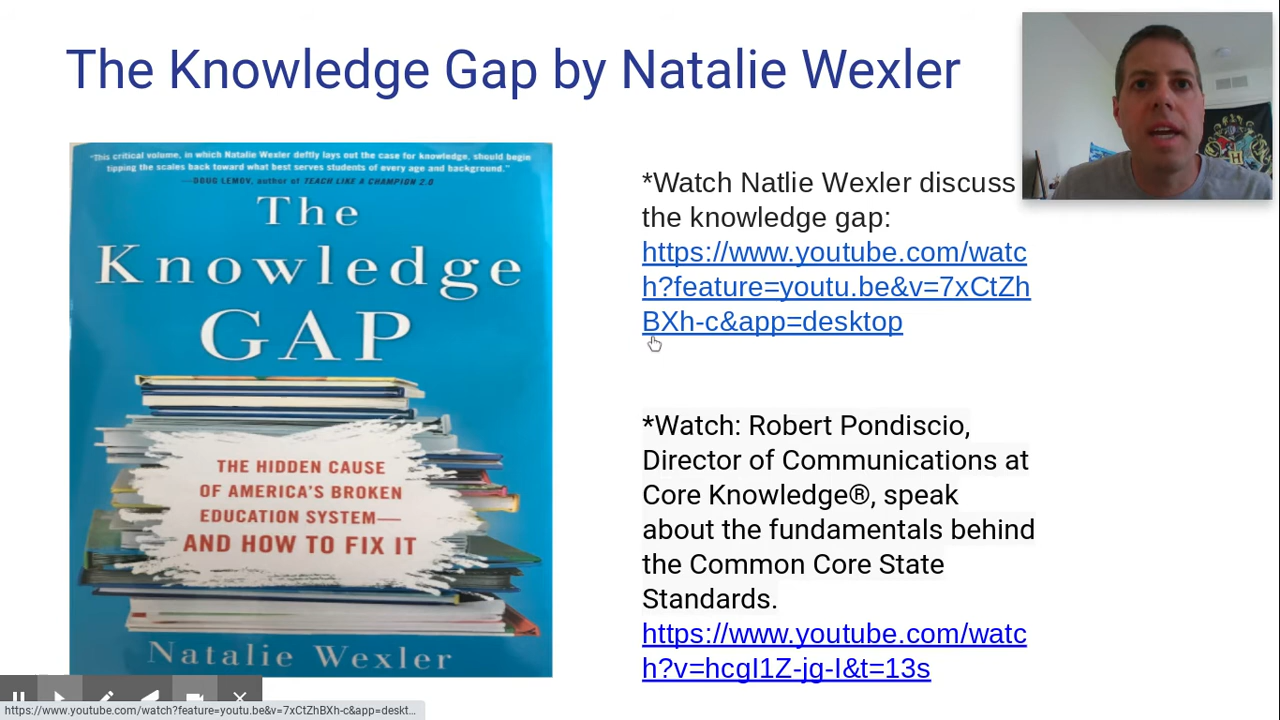 The Knowledge Gap by Natalie Wexler
"This critical volume, in which Natalie Wexler deftly lays out the case for knowledge, should begin
tipping the scales back toward what best serves students of every age and background."
—DOUG LEMOV, author of TEACH LIKE A CHAMPION 2.0
The
Knowledge
GAP
THE HIDDEN CAUSE
OF AMERICA'S BROKEN
EDUCATION SYSTEM—
AND HOW TO FIX IT
Natalie Wexler
*Watch Natlie Wexler discuss
the knowledge gap:
https://www.youtube.com/watc
h?feature=youtu.be&v=7xCtZh
BXh-c&app=desktop
*Watch: Robert Pondiscio,
Director of Communications at
Core Knowledge®, speak
about the fundamentals behind
the Common Core State
Standards.
https://www.youtube.com/watc
h?v=hcgI1Z-jg-I&t=13s
https://www.youtube.com/watch?feature=youtu.be&v=7xCtZhBXh-c&app=deskt...